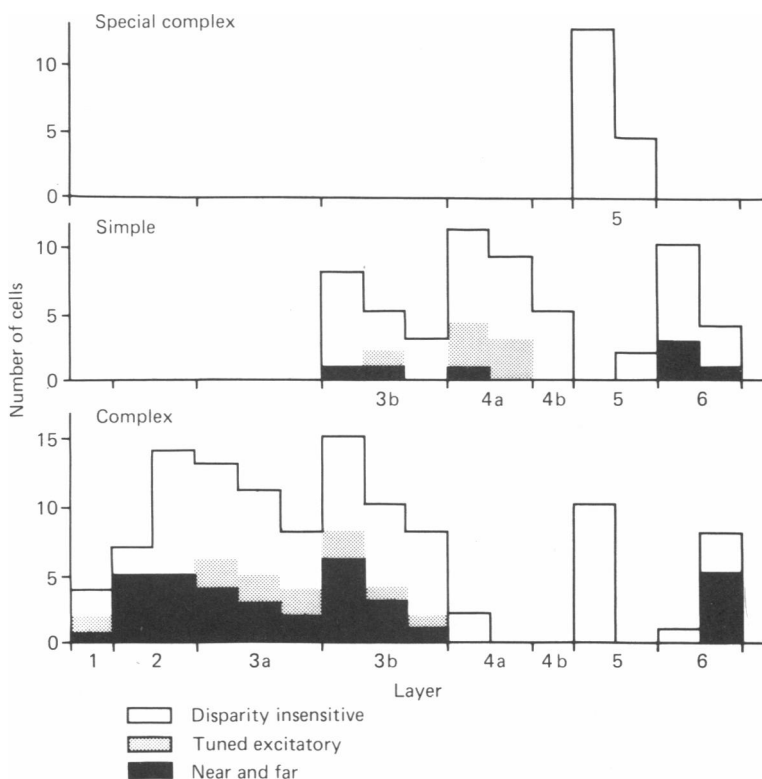 Special complex
10
5
0
5
Simple
10
5
0
3b 4a 4b 5 6
Number of cells
Complex
15
10
5
0
1 2 3a 3b 4a 4b 5 6
Layer
Disparity insensitive
Tuned excitatory
Near and far